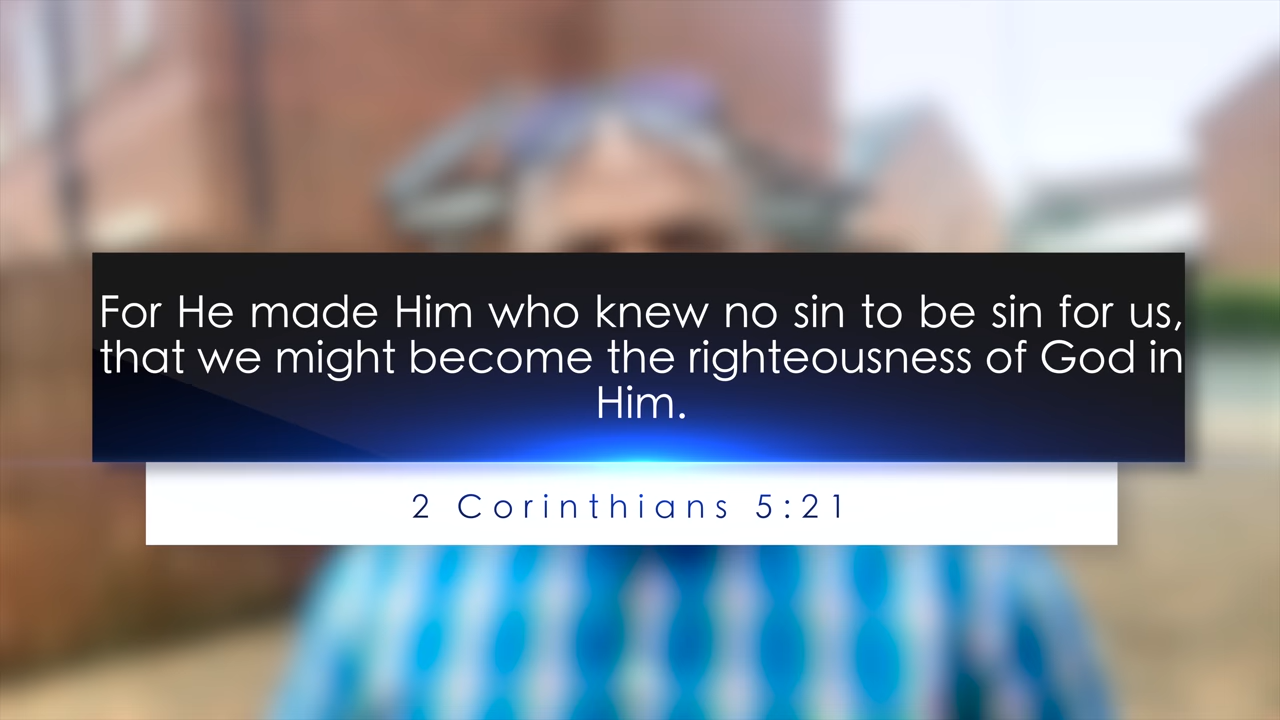 For He made Him who knew no sin to be sin for us,
that we might become the righteousness of God in
Him.
2 Corinthians 5:21